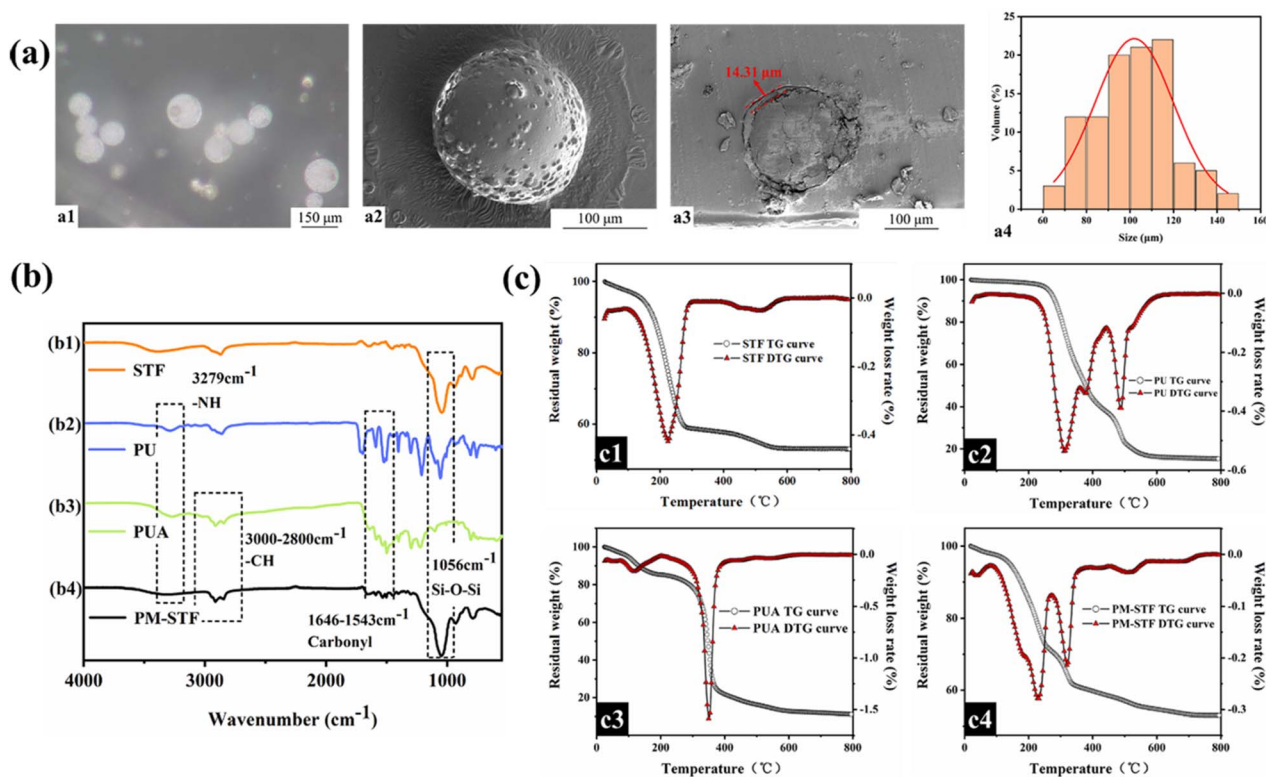 (a)
a1
150 μm
a2
100 μm
14.31 μm
a3
100 μm
25
20
15
10
5
0
Volume (%)
60 80 100 120 140 160
Size (μm)
a4
(b)
(b1)
STF
3279cm-1
-NH
(b2)
PU
(b3)
PUA
3000-2800cm-1
-CH
1056cm-1
Si-O-Si
(b4)
PM-STF
1646-1543cm-1
Carbonyl
4000 3000 2000 1000
Wavenumber (cm-1)
(c)
100
90
80
70
60
Residual weight (%)
STF TG curve
STF DTG curve
0.0
-0.2
-0.4
Weight loss rate (%)
c1
0 200 400 600 800
Temperature (℃)
100
90
80
70
60
50
40
30
20
Residual weight (%)
PU TG curve
PU DTG curve
0.0
-0.2
-0.4
-0.6
Weight loss rate (%)
c2
0 200 400 600 800
Temperature (℃)
100
80
60
40
20
Residual weight (%)
PUA TG curve
PUA DTG curve
0.0
-0.5
-1.0
-1.5
Weight loss rate (%)
c3
0 200 400 600 800
Temperature (℃)
100
90
80
70
60
Residual weight (%)
PM-STF TG curve
PM-STF DTG curve
0.0
-0.1
-0.2
-0.3
Weight loss rate (%)
c4
0 200 400 600 800
Temperature (℃)